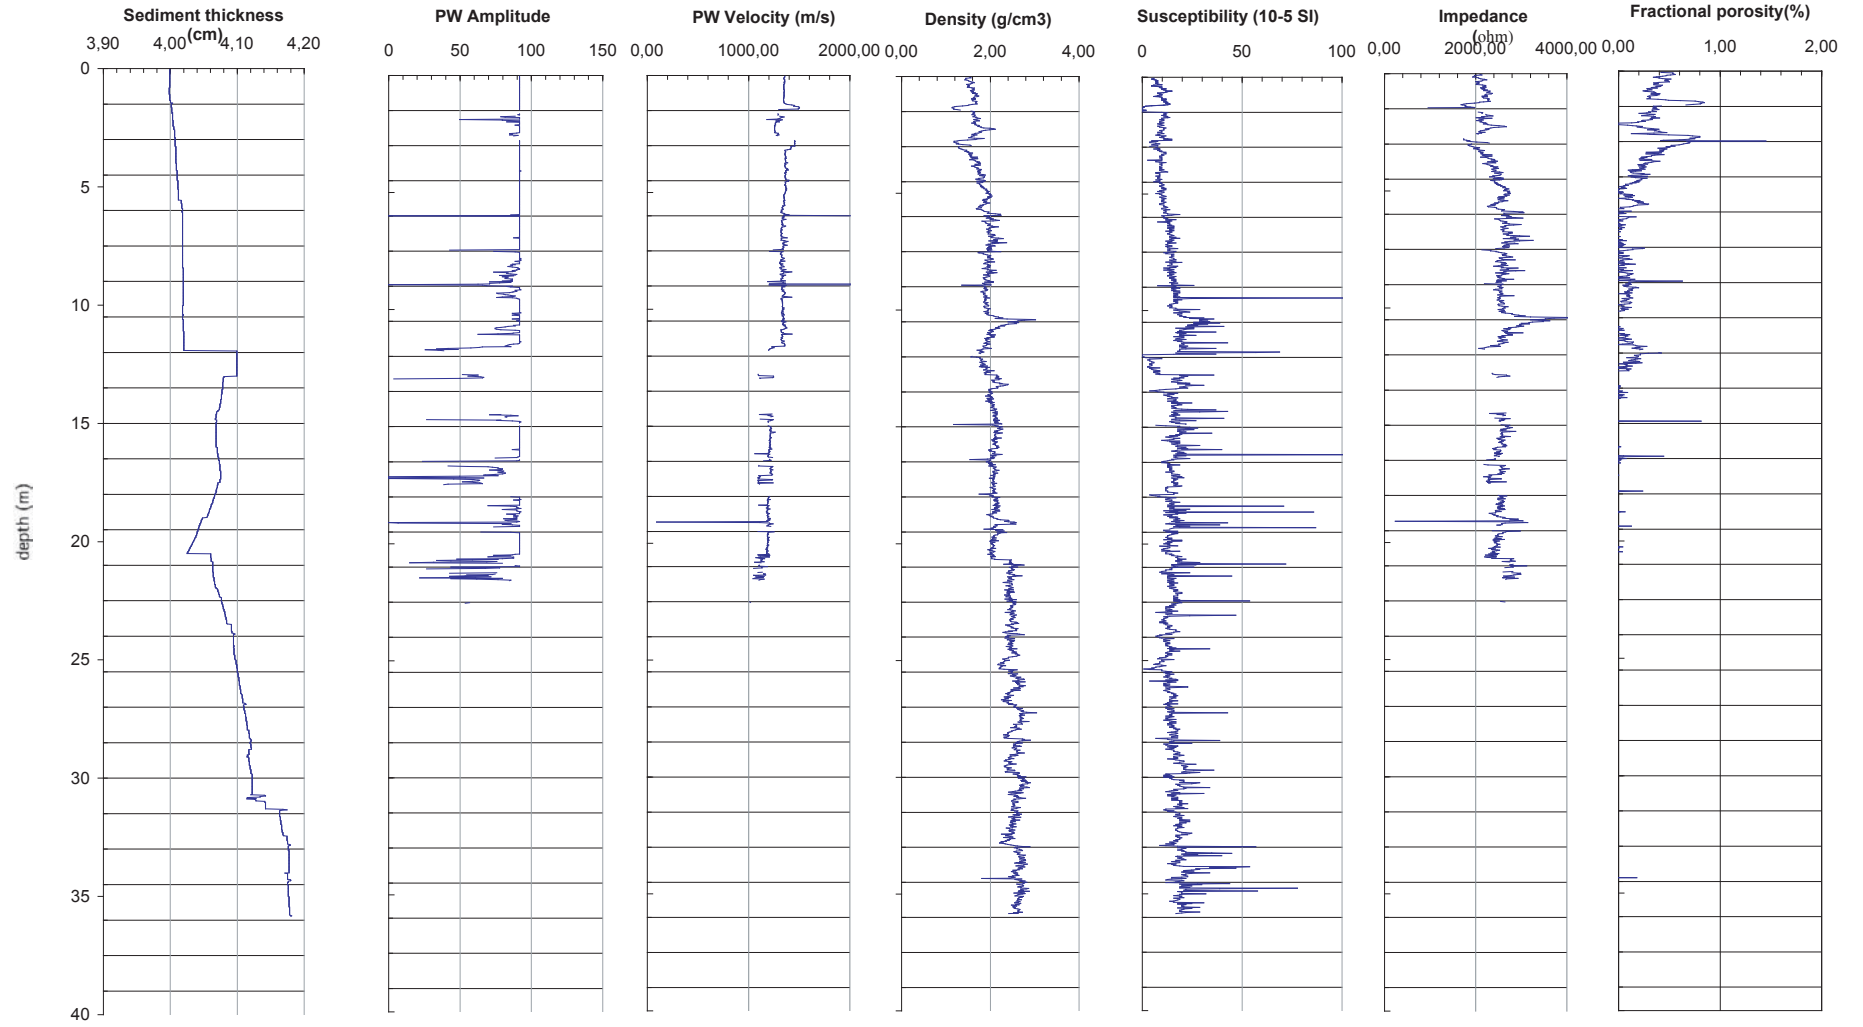 Sediment thickness
(cm)
3,90 4,00 4,10 4,20
PW Amplitude
0 50 100 150
PW Velocity (m/s)
0,00 1000,00 2000,00
Density (g/cm3)
0,00 2,00 4,00
Susceptibility (10-5 SI)
0 50 100
Impedance
(ohm)
0,00 2000,00 4000,00
Fractional porosity(%)
0,00 1,00 2,00
depth (m)
0
5
10
15
20
25
30
35
40